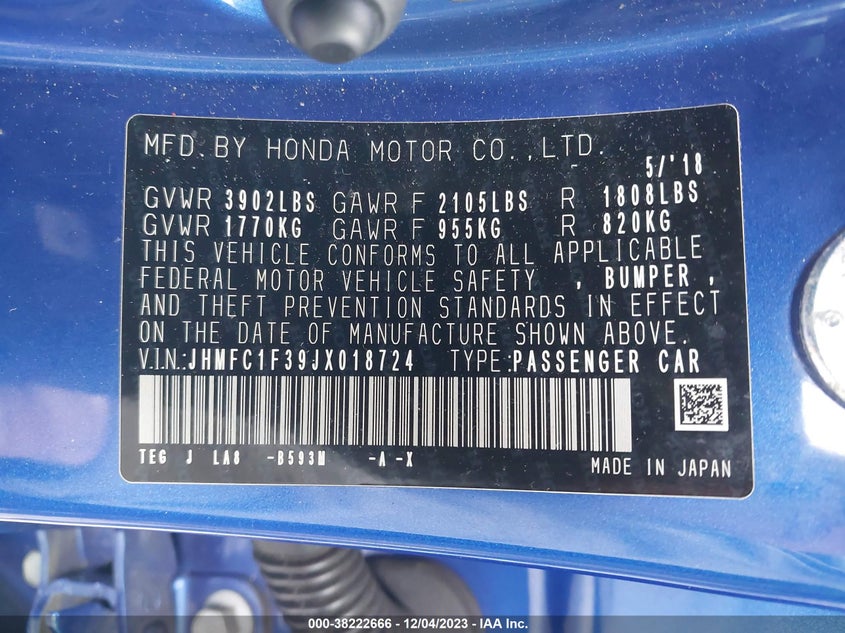 MFD. BY HONDA MOTOR CO., LTD.
5/'18
GVWR 3902LBS GAWR F 2105LBS R 1808LBS
GVWR 1770KG GAWR F 955KG R 820KG
THIS VEHICLE CONFORMS TO ALL APPLICABLE
FEDERAL MOTOR VEHICLE SAFETY , BUMPER ,
AND THEFT PREVENTION STANDARDS IN EFFECT
ON THE DATE OF MANUFACTURE SHOWN ABOVE.
V.I.N.: JHMFC1F39JX018724 TYPE: PASSENGER CAR
TEG J LA8 -B593M -A -X
MADE IN JAPAN
000-38222666 - 12/04/2023 - IAA Inc.